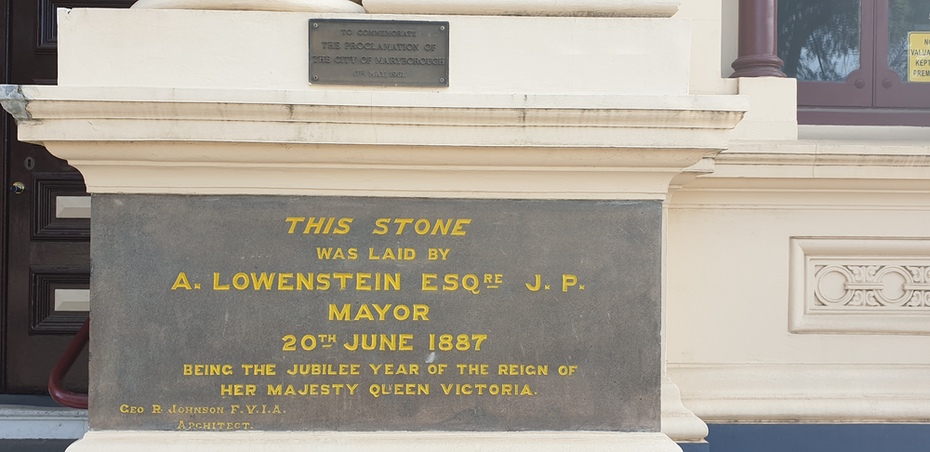 TO COMMEMORATE
THE PROCLAMATION OF
THE CITY OF MARYBOROUGH
THIS STONE
WAS LAID BY
A. LOWENSTEIN ESQRE J. P.
MAYOR
20TH JUNE 1887
BEING THE JUBILEE YEAR OF THE REIGN OF
HER MAJESTY QUEEN VICTORIA.
GEO R. JOHNSON F.V.I.A.
ARCHITECT.
KEPT